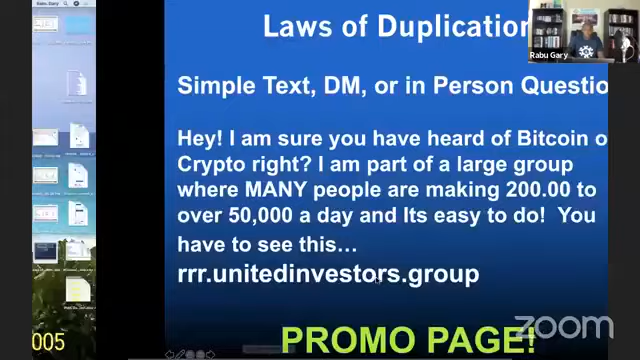 Rabu Gary
Laws of Duplication
Rabu Gary
Simple Text, DM, or in Person Questio
Hey! I am sure you have heard of Bitcoin o
Crypto right? I am part of a large group
where MANY people are making 200.00 to
over 50,000 a day and Its easy to do! You
have to see this...
rrr.unitedinvestors.group
zoom
005
PROMO PAGE!